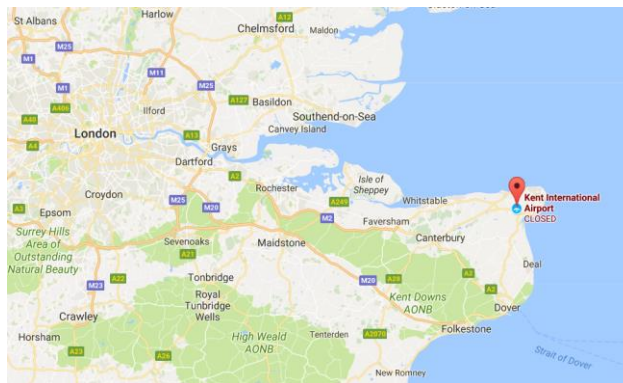 St Albans
Harlow
A12
Chelmsford
Maldon
M25
M1
M11
M25
M1
A406
Ilford
A127
Basildon
A40
Southend-on-Sea
London
A13
Canvey Island
A4
Grays
Dartford
A2
Isle of
Sheppey
Rochester
Croydon
M25
A249
Whitstable
Kent International
Airport
CLOSED
A3
M20
M2
Faversham
Epsom
Surrey Hills
Area of
Outstanding
Natural Beauty
Sevenoaks
Maidstone
Canterbury
A21
Deal
A22
Tonbridge
M20
A28
A2
M23
Royal
Tunbridge
Wells
Kent Downs
AONB
A2
Dover
Crawley
Folkestone
Horsham
High Weald
AONB
Tenterden
A2070
A23
A26
Strait of Dover
New Romney